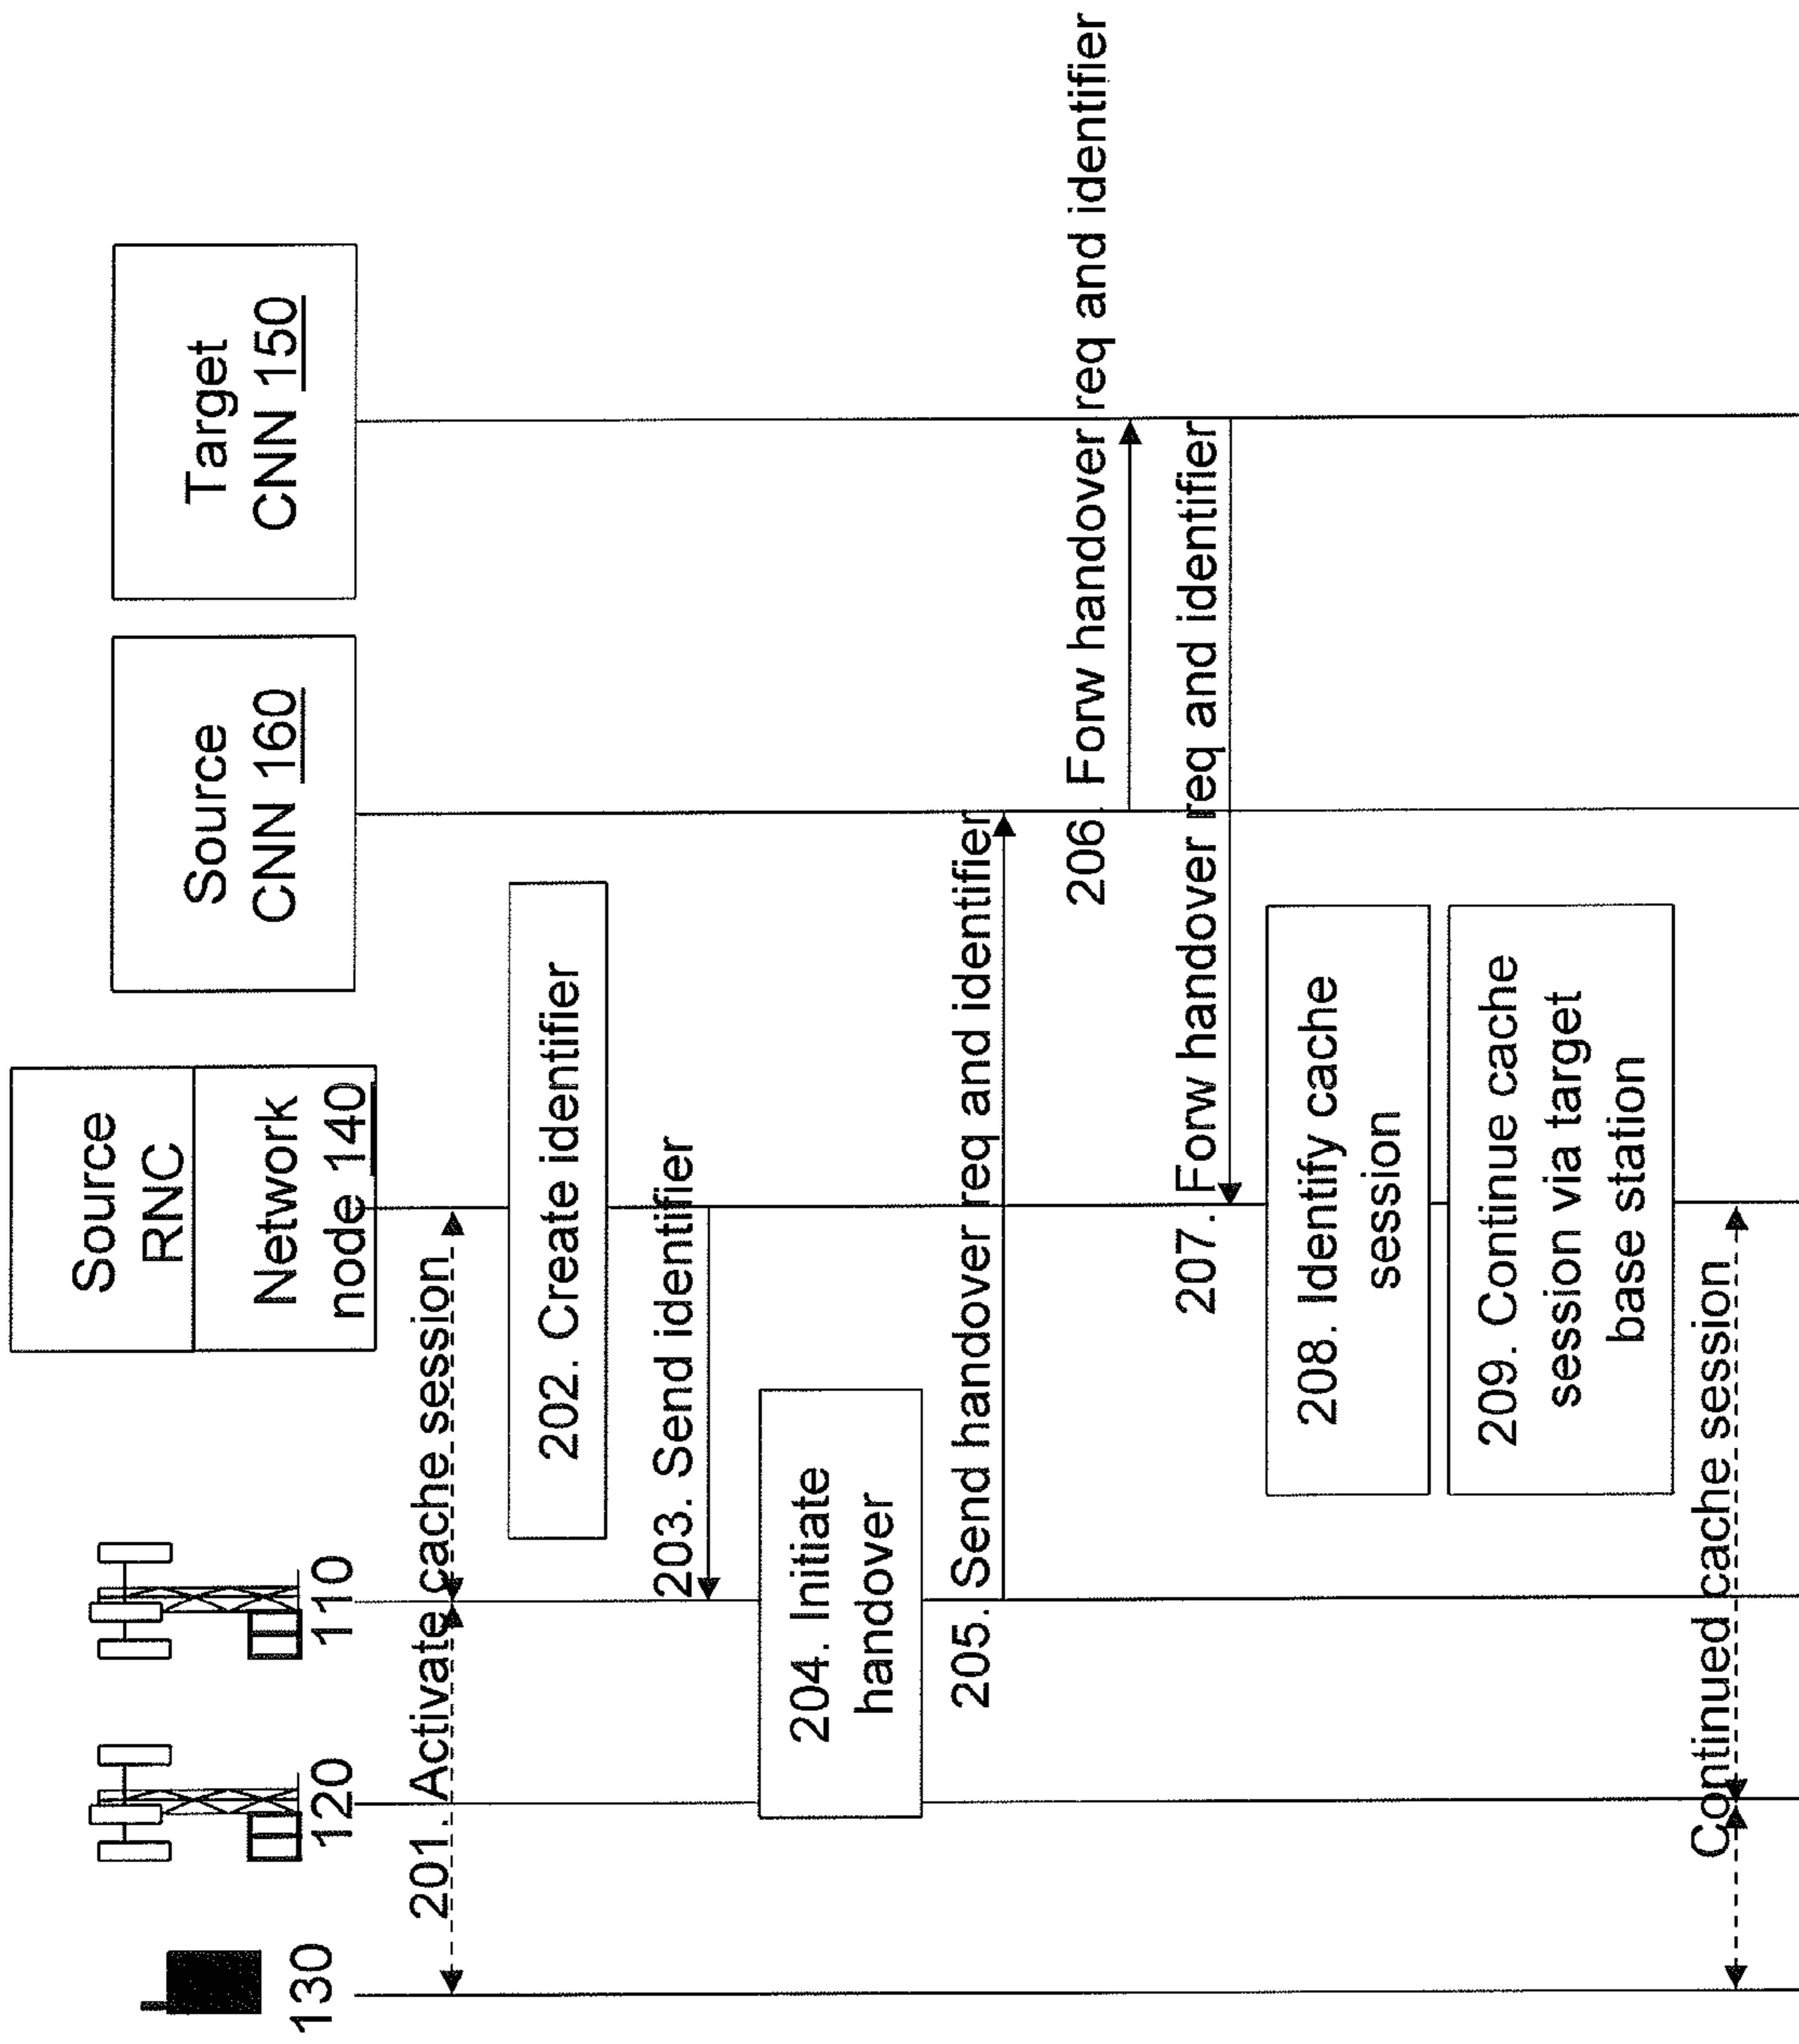 130
120
110
Source
RNC
Network
node 140
Source
CNN 160
Target
CNN 150
201. Activate cache session
202. Create identifier
203. Send identifier
204. Initiate
handover
205. Send handover req and identifier
206. Forw handover req and identifier
207. Forw handover req and identifier
208. Identify cache
session
209. Continue cache
session via target
base station
Continued cache session